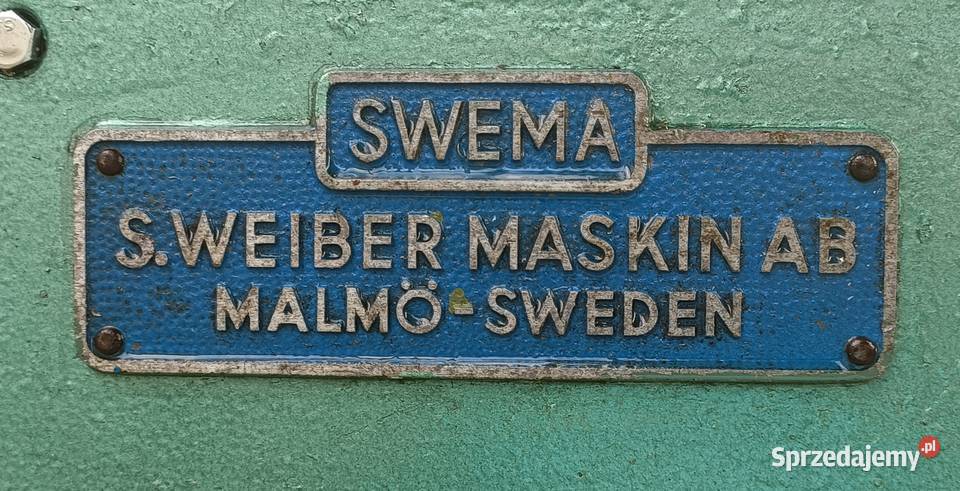 SWEMA
S.WEIBER MASKIN AB
MALMÖ-SWEDEN
Sprzedajemy.pl